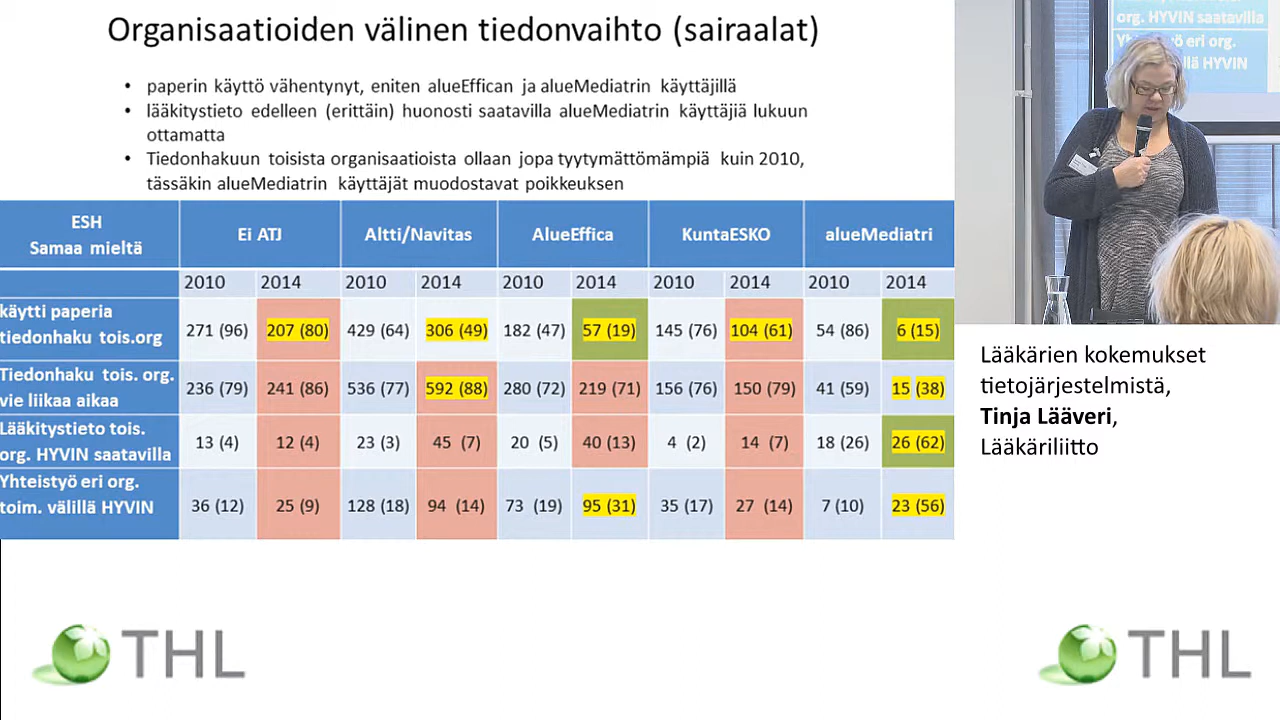 Organisaatioiden välinen tiedonvaihto (sairaalat)
• paperin käyttö vähentynyt, eniten alueEffican ja alueMediatrin käyttäjillä
• lääkitystieto edelleen (erittäin) huonosti saatavilla alueMediatrin käyttäjiä lukuun
ottamatta
• Tiedonhakuun toisista organisaatioista ollaan jopa tyytymättömämpiä kuin 2010,
tässäkin alueMediatrin käyttäjät muodostavat poikkeuksen
ESH
Samaa mieltä
Ei ATJ
Altti/Navitas
AlueEffica
KuntaESKO
alueMediatri
2010 2014 2010 2014 2010 2014 2010 2014 2010 2014
käytti paperia
tiedonhaku tois.org
271 (96) 207 (80) 429 (64) 306 (49) 182 (47) 57 (19) 145 (76) 104 (61) 54 (86) 6 (15)
Tiedonhaku tois. org.
vie liikaa aikaa
236 (79) 241 (86) 536 (77) 592 (88) 280 (72) 219 (71) 156 (76) 150 (79) 41 (59) 15 (38)
Lääkitystieto tois.
org. HYVIN saatavilla
13 (4) 12 (4) 23 (3) 45 (7) 20 (5) 40 (13) 4 (2) 14 (7) 18 (26) 26 (62)
Yhteistyö eri org.
toim. välillä HYVIN
36 (12) 25 (9) 128 (18) 94 (14) 73 (19) 95 (31) 35 (17) 27 (14) 7 (10) 23 (56)
org. HYVIN saatavilla
Yhteistyö eri org.
llä HYVIN
Lääkärien kokemukset
tietojärjestelmistä,
Tinja Lääveri,
Lääkäriliitto
THL
THL